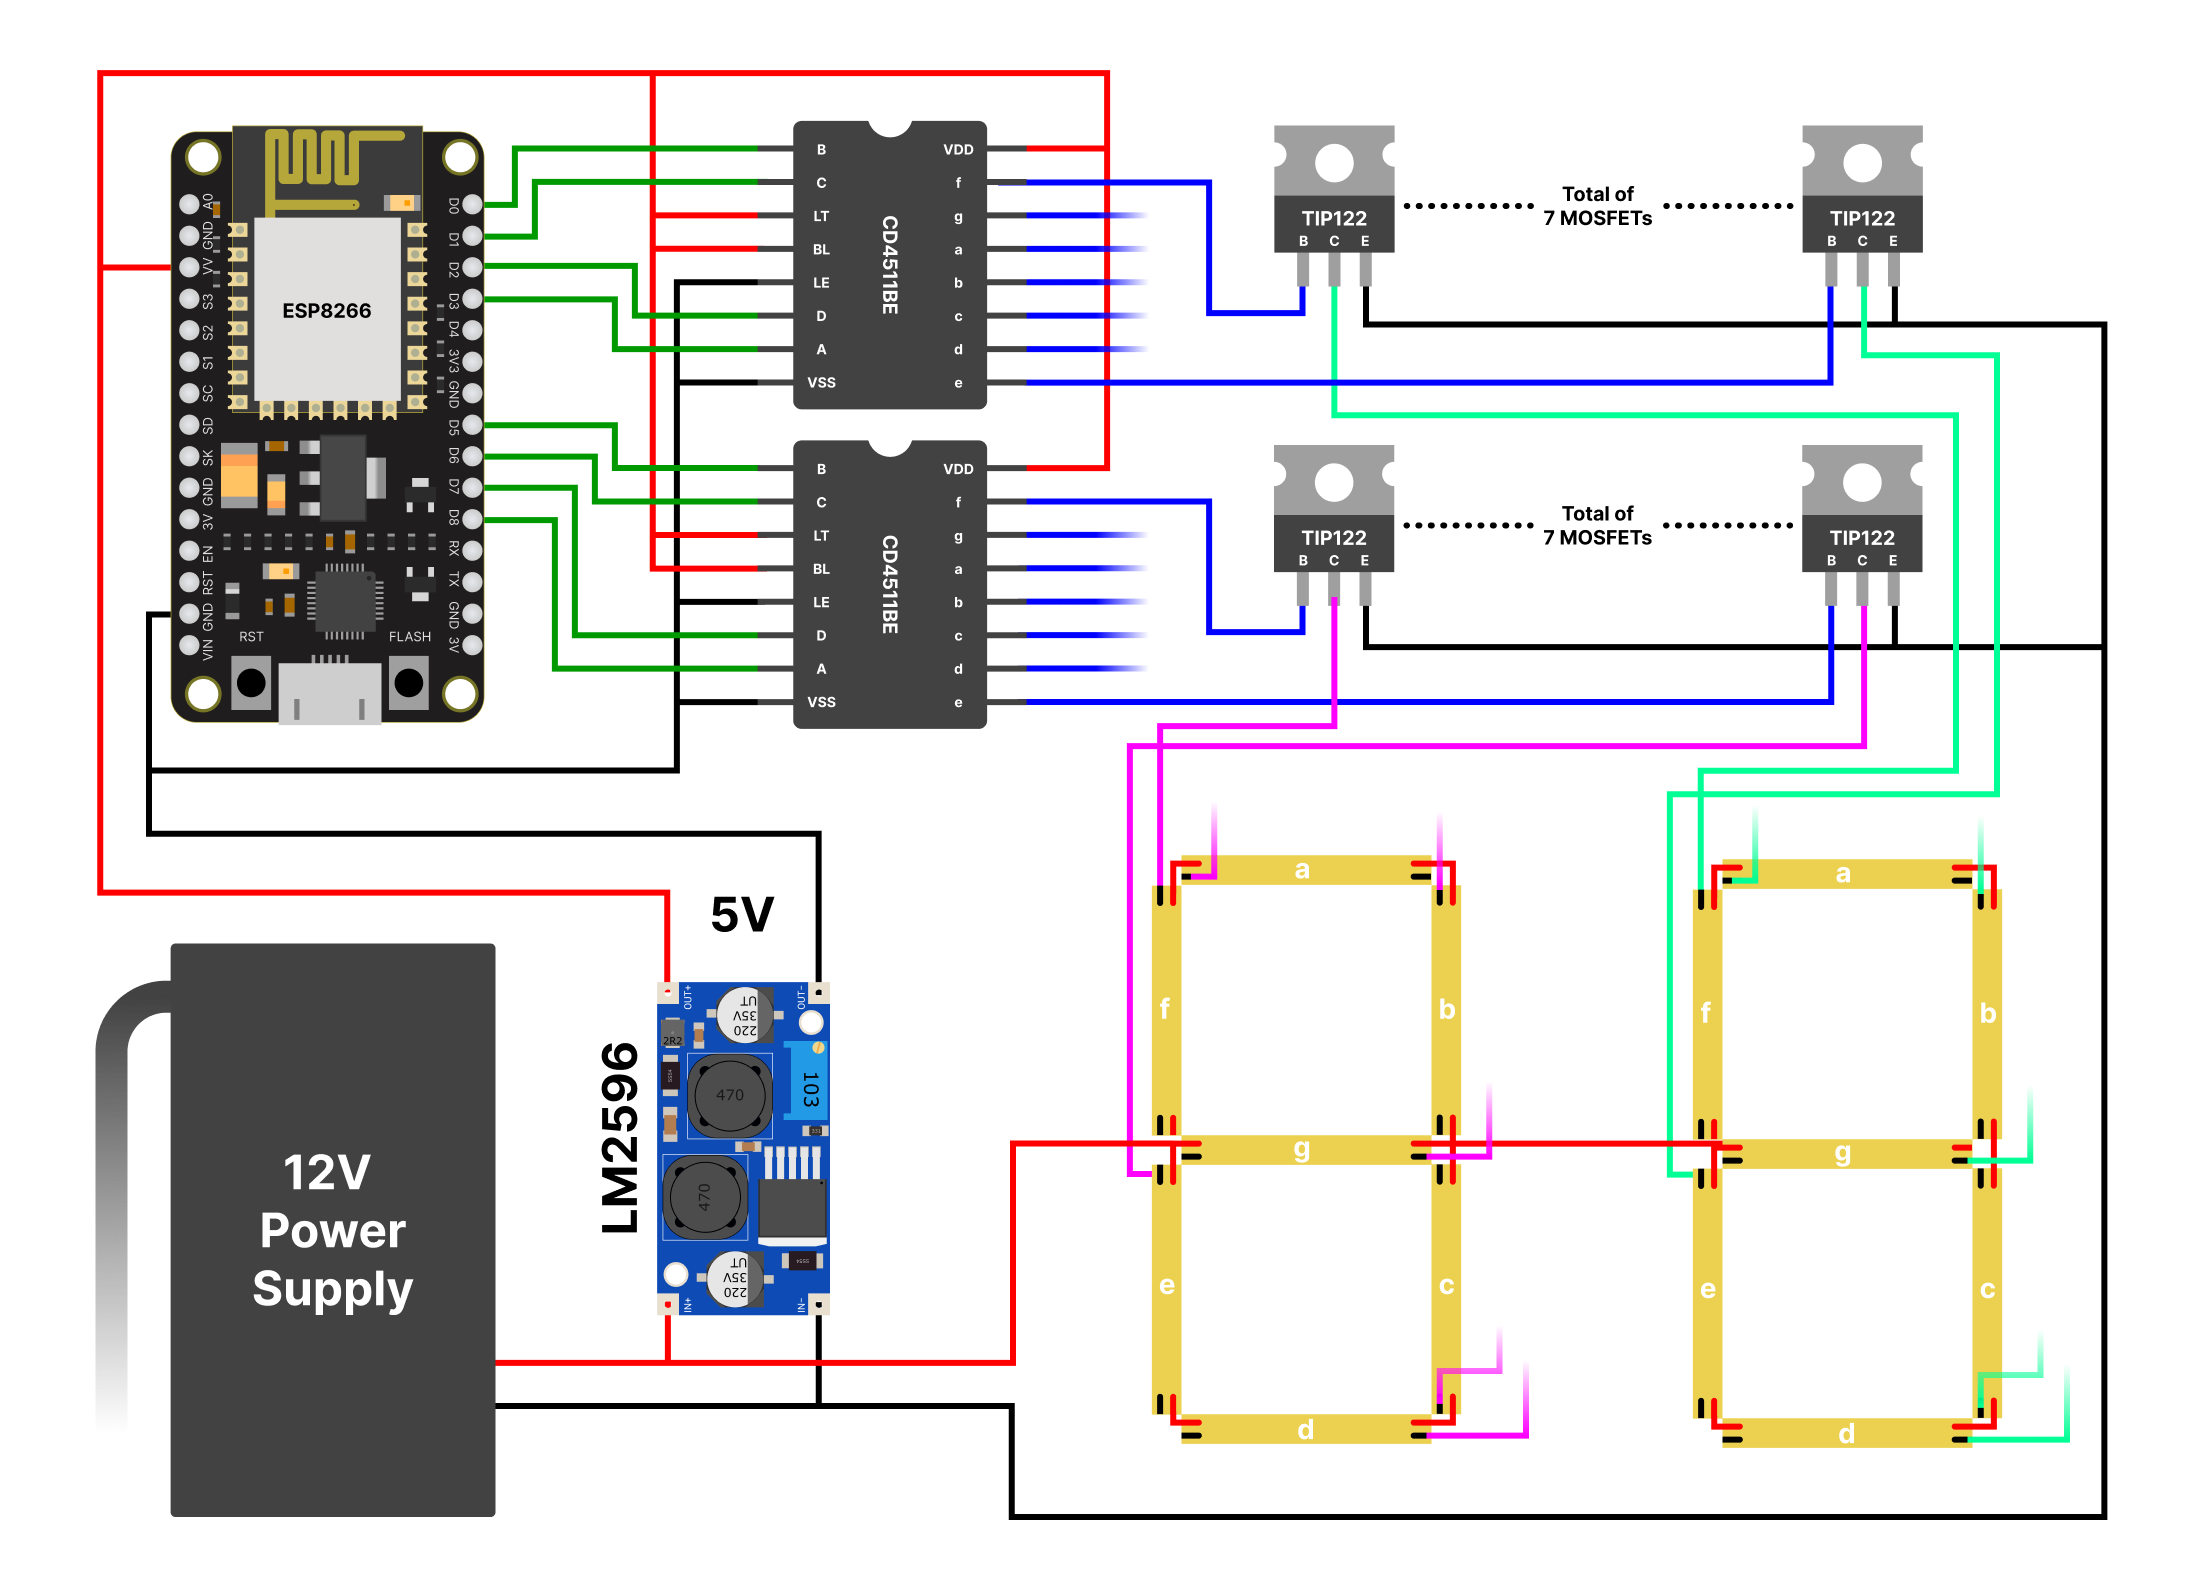 A0
GND
VV
S3
S2
S1
SC
SD
SK
GND
3V
EN
RST
GND
VIN
ESP8266
D0
D1
D2
D3
D4
3V3
GND
D5
D6
D7
D8
RX
TX
GND
3V
RST
FLASH
B
C
LT
BL
LE
D
A
VSS
CD4511BE
VDD
f
g
a
b
c
d
e
B
C
LT
BL
LE
D
A
VSS
CD4511BE
VDD
f
g
a
b
c
d
e
TIP122
B C E
Total of
7 MOSFETs
TIP122
B C E
TIP122
B C E
Total of
7 MOSFETs
TIP122
B C E
12V
Power
Supply
5V
LM2596
OUT+
OUT-
220
35V
UT
2R2
SS54
470
103
331
470
SS54
220
35V
UT
IN+
IN-
a
f
b
g
e
c
d
a
f
b
g
e
c
d